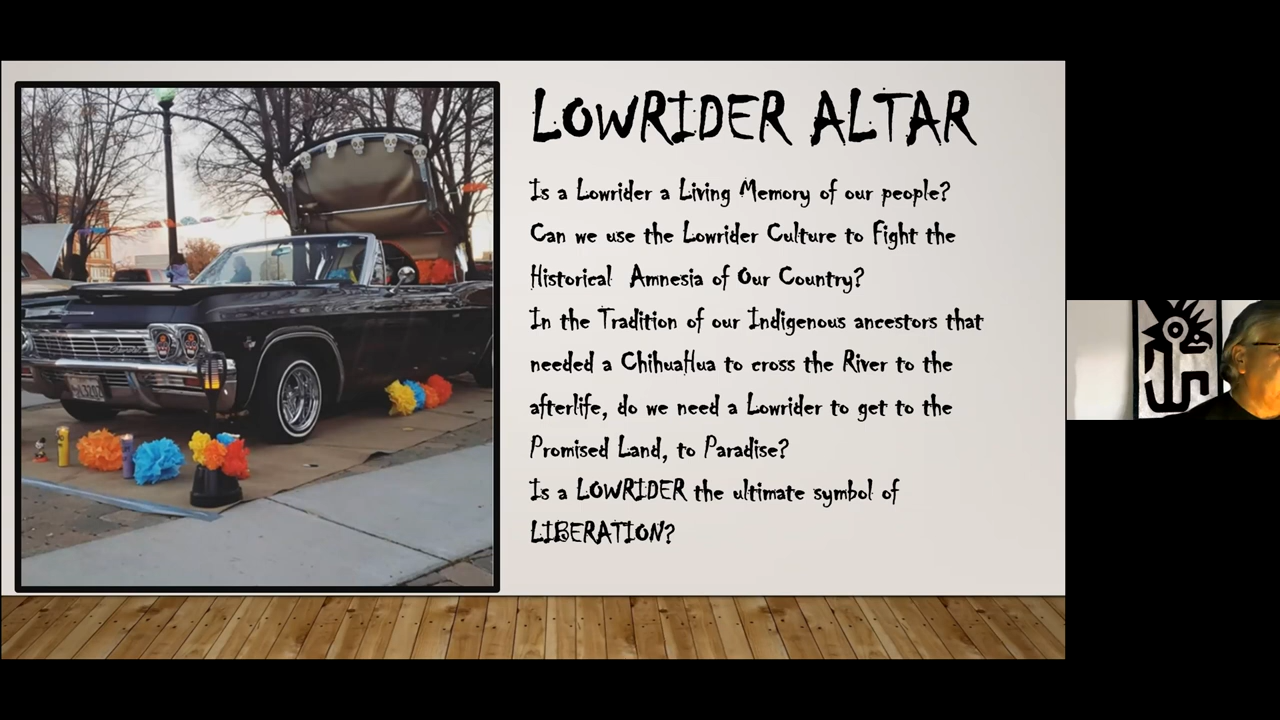 LOWRIDER ALTAR
Is a Lowrider a Living Memory of our people?
Can we use the Lowrider Culture to Fight the
Historical Amnesia of Our Country?
In the Tradition of our Indigenous ancestors that
needed a ChihuaHua to cross the River to the
afterlife, do we need a Lowrider to get to the
Promised Land, to Paradise?
Is a LOWRIDER the ultimate symbol of
LIBERATION?